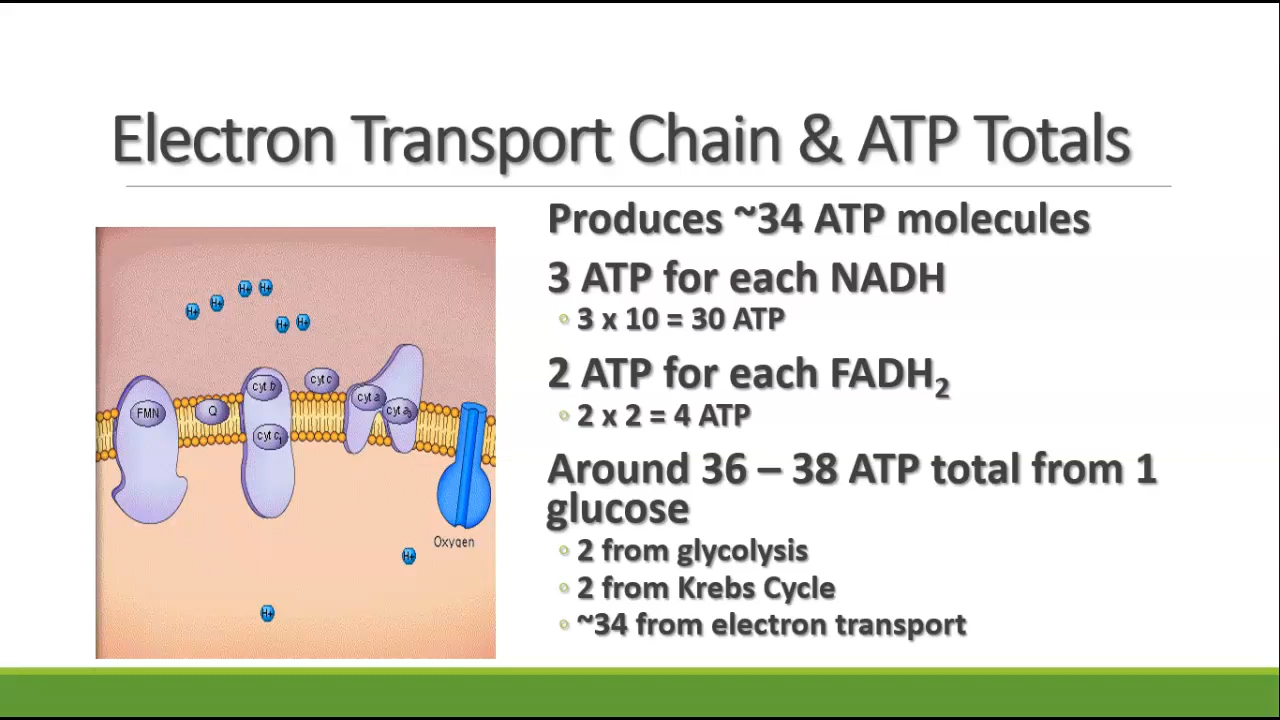 Electron Transport Chain & ATP Totals
Produces ~34 ATP molecules
3 ATP for each NADH
◦ 3 x 10 = 30 ATP
2 ATP for each FADH₂
◦ 2 x 2 = 4 ATP
Around 36 – 38 ATP total from 1
glucose
◦ 2 from glycolysis
◦ 2 from Krebs Cycle
◦ ~34 from electron transport
H+ H+ H+ H+
H+ H+
FMN Q cyt b cyt c cyt a cyt a₃
cyt c₁
Oxygen
H+
H+